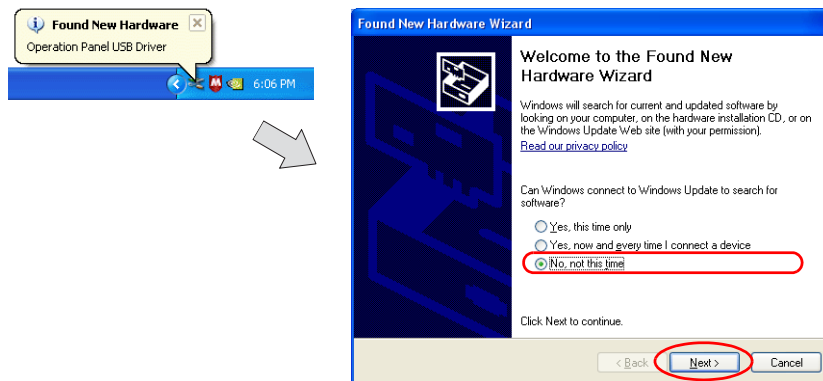 Found New Hardware
Operation Panel USB Driver
6:06 PM
Found New Hardware Wizard
Welcome to the Found New
Hardware Wizard
Windows will search for current and updated software by
looking on your computer, on the hardware installation CD, or on
the Windows Update Web site (with your permission).
Read our privacy policy
Can Windows connect to Windows Update to search for
software?
Yes, this time only
Yes, now and every time I connect a device
No, not this time
Click Next to continue.
< Back
Next >
Cancel